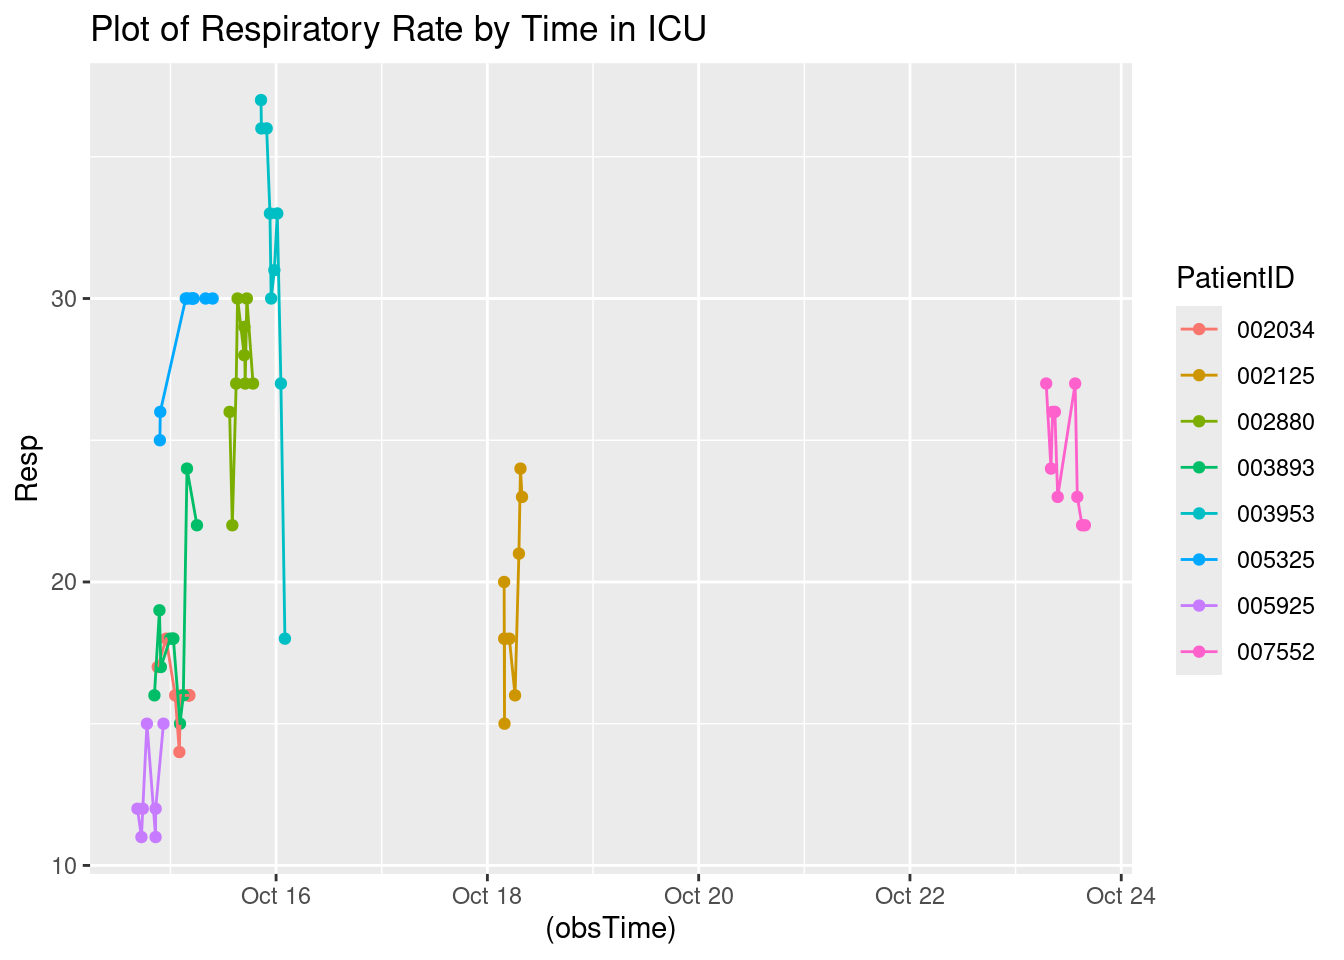 Plot of Respiratory Rate by Time in ICU
Resp
30
20
10
Oct 16
Oct 18
Oct 20
Oct 22
Oct 24
(obsTime)
PatientID
002034
002125
002880
003893
003953
005325
005925
007552